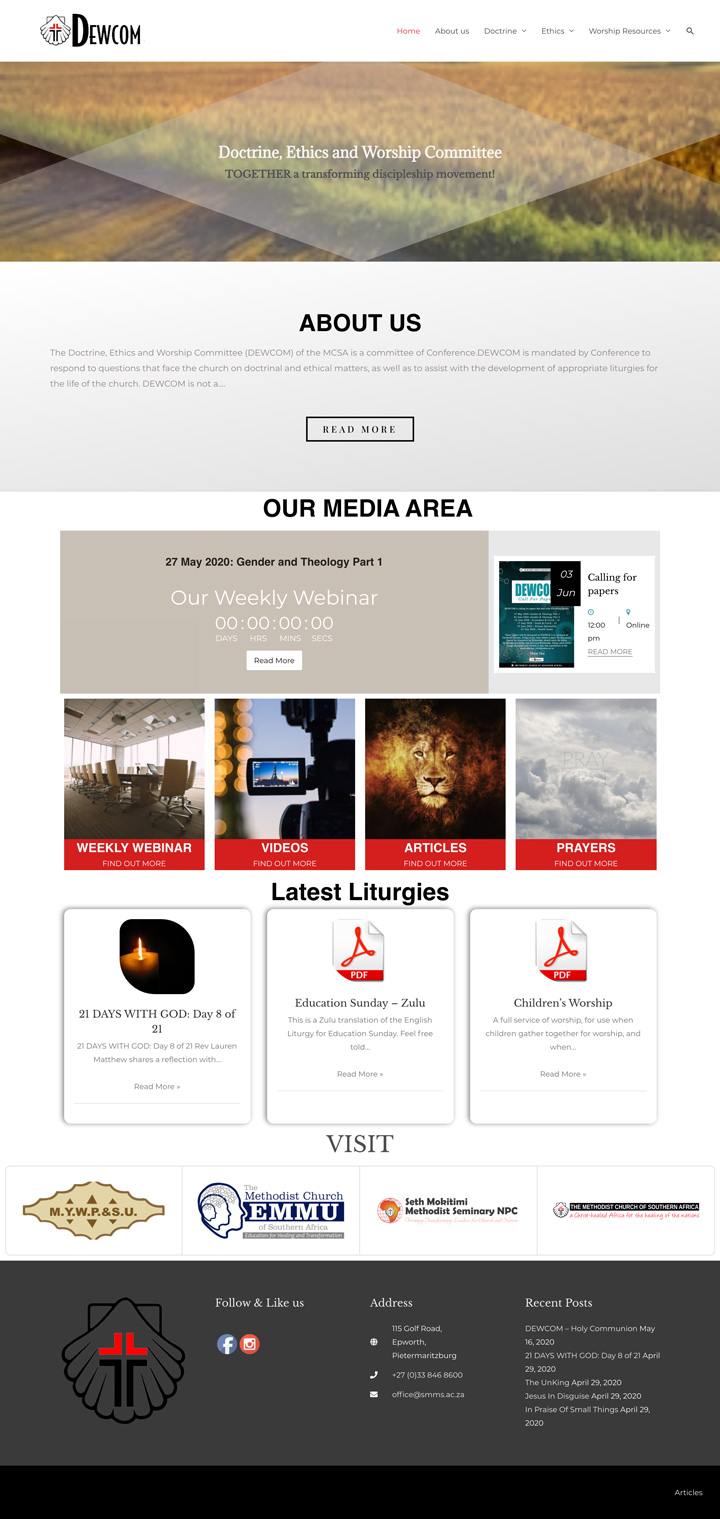 DEWCOM
Home
About us
Doctrine
Ethics
Worship Resources
Doctrine, Ethics and Worship Committee
TOGETHER a transforming discipleship movement!
ABOUT US
The Doctrine, Ethics and Worship Committee (DEWCOM) of the MCSA is a committee of Conference.DEWCOM is mandated by Conference to
respond to questions that face the church on doctrinal and ethical matters, as well as to assist with the development of appropriate liturgies for
the life of the church. DEWCOM is not a....
READ MORE
OUR MEDIA AREA
27 May 2020: Gender and Theology Part 1
Our Weekly Webinar
00 : 00 : 00 : 00
DAYS HRS MINS SECS
Read More
DEWCO
Call For Pape
03
Jun
Calling for
papers
12:00
pm
Online
READ MORE
PRAY
WEEKLY WEBINAR
FIND OUT MORE
VIDEOS
FIND OUT MORE
ARTICLES
FIND OUT MORE
PRAYERS
FIND OUT MORE
Latest Liturgies
21 DAYS WITH GOD: Day 8 of
21
21 DAYS WITH GOD: Day 8 of 21 Rev Lauren
Matthew shares a reflection with...
Read More »
PDF
Education Sunday – Zulu
This is a Zulu translation of the English
Liturgy for Education Sunday. Feel free
told...
Read More »
PDF
Children's Worship
A full service of worship, for use when
children gather together for worship, and
when...
Read More »
VISIT
M.Y.W.P.&S.U.
The
Methodist Church
EMMU
of Southern Africa
Education for Healing and Transformation
Seth Mokitimi
Methodist Seminary NPC
THE METHODIST CHURCH OF SOUTHERN AFRICA
a Christ-healed Africa for the healing of the nations
Follow & Like us
Address
115 Golf Road,
Epworth,
Pietermaritzburg
+27 (0)33 846 8600
office@smms.ac.za
Recent Posts
DEWCOM – Holy Communion May
16, 2020
21 DAYS WITH GOD: Day 8 of 21 April
29, 2020
The UnKing April 29, 2020
Jesus In Disguise April 29, 2020
In Praise Of Small Things April 29,
2020
Articles